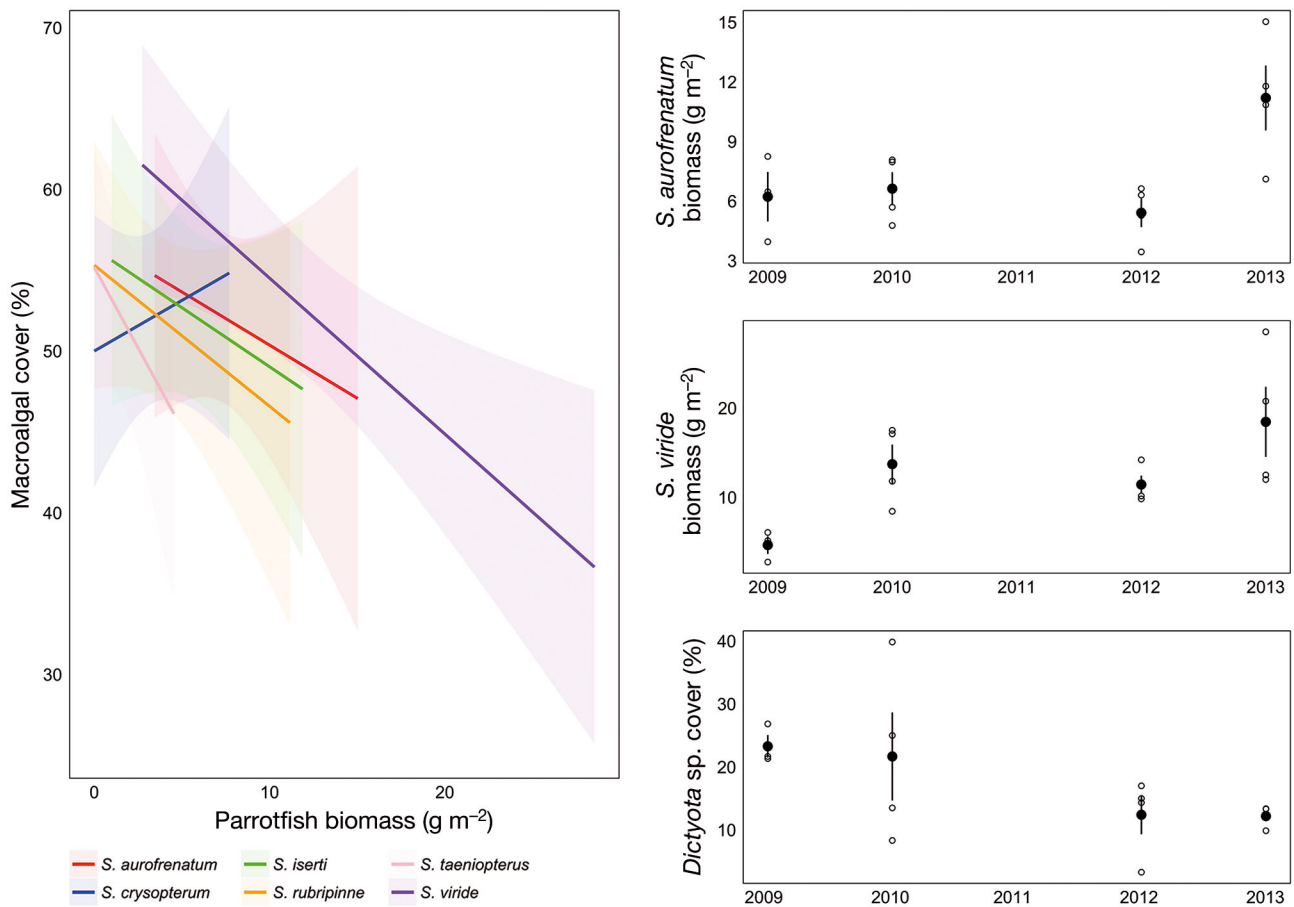 70
60
50
40
30
Macroalgal cover (%)
0
10
20
Parrotfish biomass (g m⁻²)
S. aurofrenatum
S. iserti
S. taeniopterus
S. crysopterum
S. rubripinne
S. viride
S. aurofrenatum
biomass (g m⁻²)
15
12
9
6
3
2009
2010
2011
2012
2013
S. viride
biomass (g m⁻²)
20
10
2009
2010
2011
2012
2013
Dictyota sp. cover (%)
40
30
20
10
2009
2010
2011
2012
2013